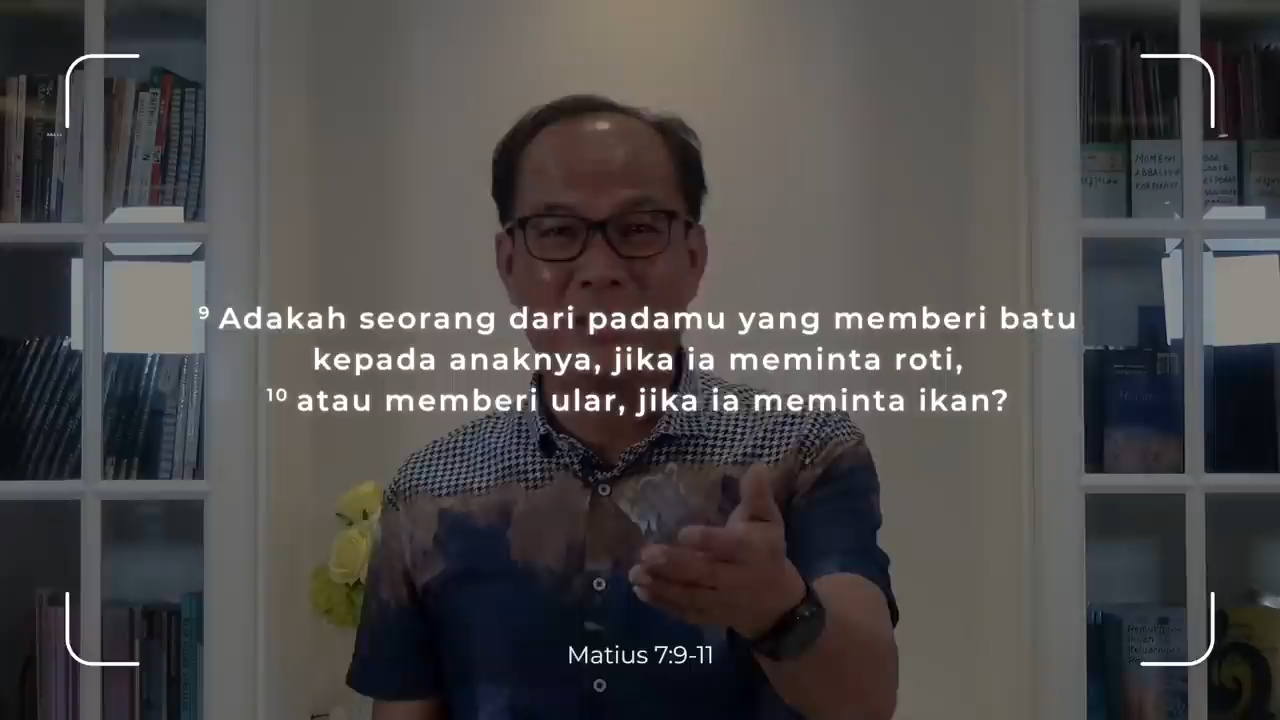 ⁹ Adakah seorang dari padamu yang memberi batu
kepada anaknya, jika ia meminta roti,
¹⁰ atau memberi ular, jika ia meminta ikan?
Matius 7:9-11